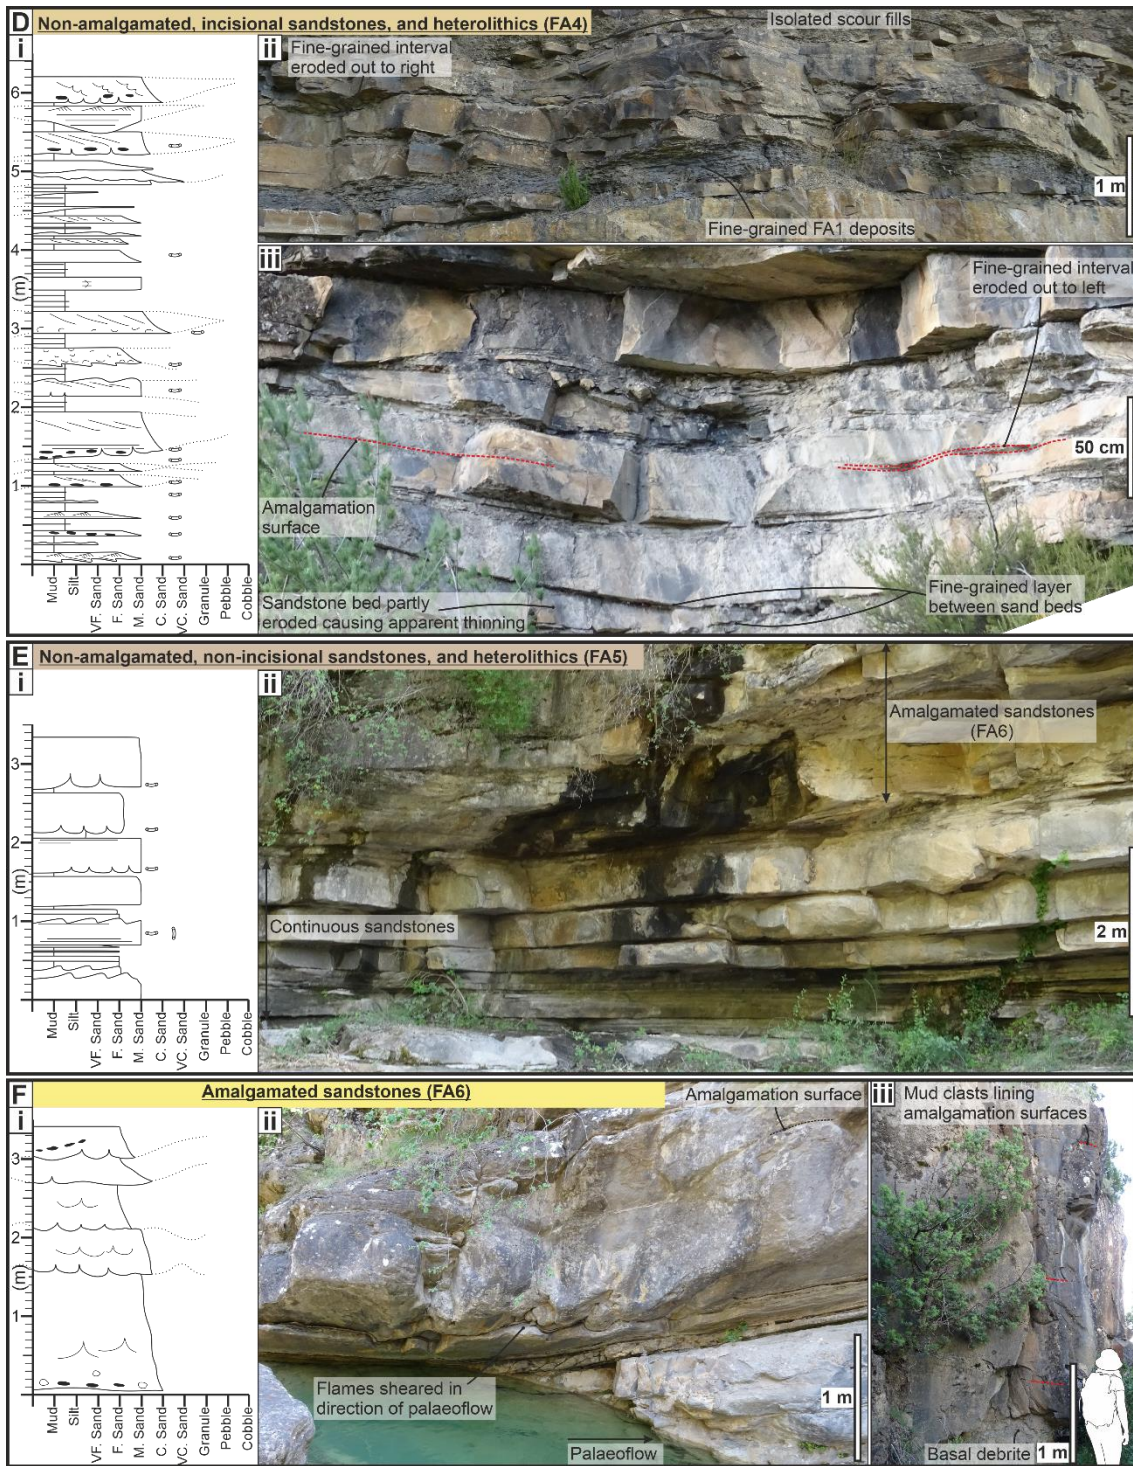 D
Non-amalgamated, incisional sandstones, and heterolithics (FA4)
i
6
5
4
(m)
3
2
1
Mud
Silt
VF. Sand
F. Sand
M. Sand
C. Sand
VC. Sand
Granule
Pebble
Cobble
ii
Isolated scour fills
Fine-grained interval
eroded out to right
1 m
Fine-grained FA1 deposits
iii
Fine-grained interval
eroded out to left
50 cm
Amalgamation
surface
Sandstone bed partly
eroded causing apparent thinning
Fine-grained layer
between sand beds
E
Non-amalgamated, non-incisional sandstones, and heterolithics (FA5)
i
3
2
(m)
1
Mud
Silt
VF. Sand
F. Sand
M. Sand
C. Sand
VC. Sand
Granule
Pebble
Cobble
ii
Amalgamated sandstones
(FA6)
Continuous sandstones
2 m
F
Amalgamated sandstones (FA6)
i
3
2
(m)
1
Mud
Silt
VF. Sand
F. Sand
M. Sand
C. Sand
VC. Sand
Granule
Pebble
Cobble
ii
Amalgamation surface
Flames sheared in
direction of palaeoflow
Palaeoflow
1 m
iii
Mud clasts lining
amalgamation surfaces
Basal debrite
1 m